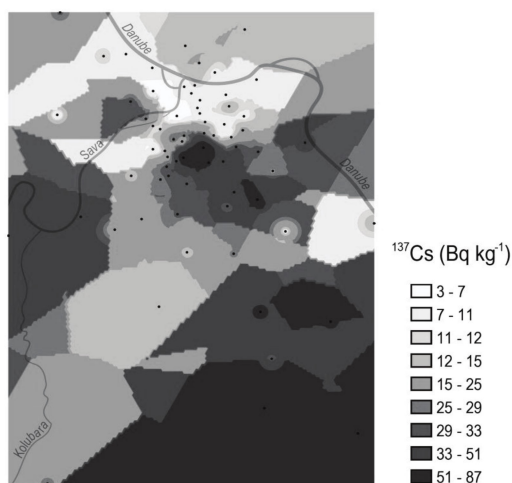 Danube
Sava
Danube
Kolubara
¹³⁷Cs (Bq kg⁻¹)
3 - 7
7 - 11
11 - 12
12 - 15
15 - 25
25 - 29
29 - 33
33 - 51
51 - 87